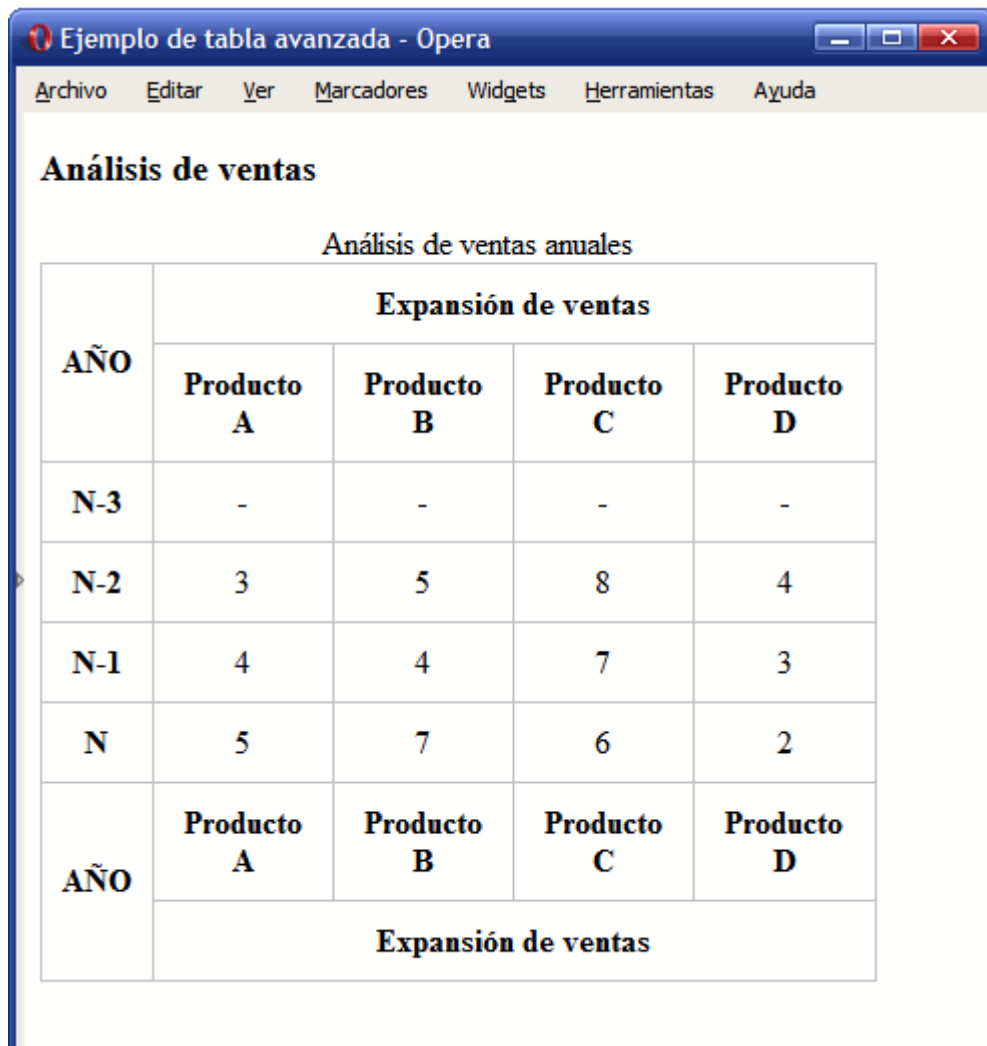 Ejemplo de tabla avanzada - Opera
Archivo Editar Ver Marcadores Widgets Herramientas Ayuda
Análisis de ventas
Análisis de ventas anuales
AÑO
Expansión de ventas
Producto A
Producto B
Producto C
Producto D
N-3 - - - -
N-2 3 5 8 4
N-1 4 4 7 3
N 5 7 6 2
AÑO
Producto A
Producto B
Producto C
Producto D
Expansión de ventas